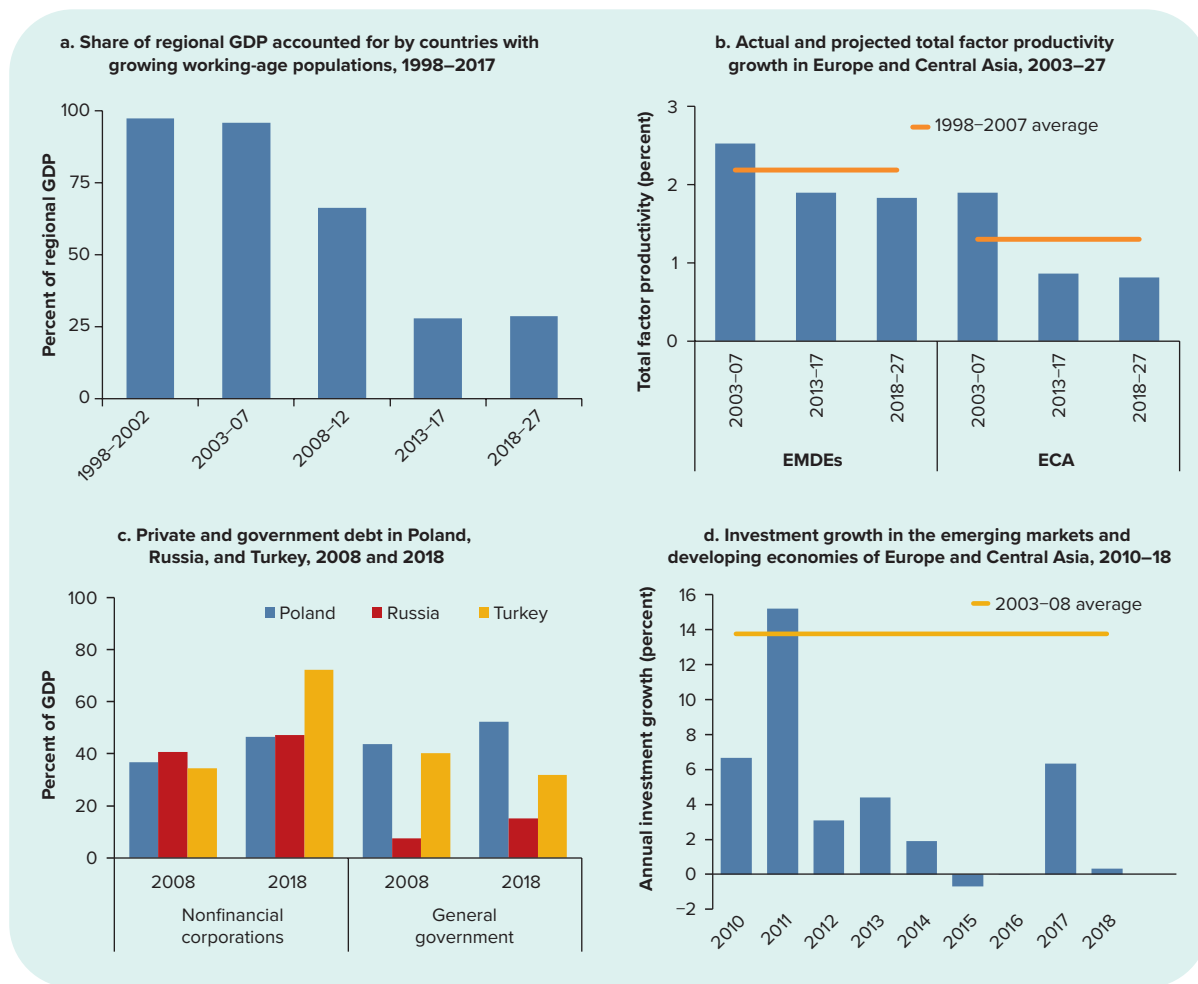 a. Share of regional GDP accounted for by countries with
growing working-age populations, 1998–2017
Percent of regional GDP
100
75
50
25
0
1998–2002
2003–07
2008–12
2013–17
2018–27
b. Actual and projected total factor productivity
growth in Europe and Central Asia, 2003–27
Total factor productivity (percent)
3
2
1
0
1998–2007 average
2003–07
2013–17
2018–27
2003–07
2013–17
2018–27
EMDEs
ECA
c. Private and government debt in Poland,
Russia, and Turkey, 2008 and 2018
Percent of GDP
100
80
60
40
20
0
Poland
Russia
Turkey
2008
2018
2008
2018
Nonfinancial
corporations
General
government
d. Investment growth in the emerging markets and
developing economies of Europe and Central Asia, 2010–18
Annual investment growth (percent)
16
14
12
10
8
6
4
2
0
−2
2003–08 average
2010
2011
2012
2013
2014
2015
2016
2017
2018